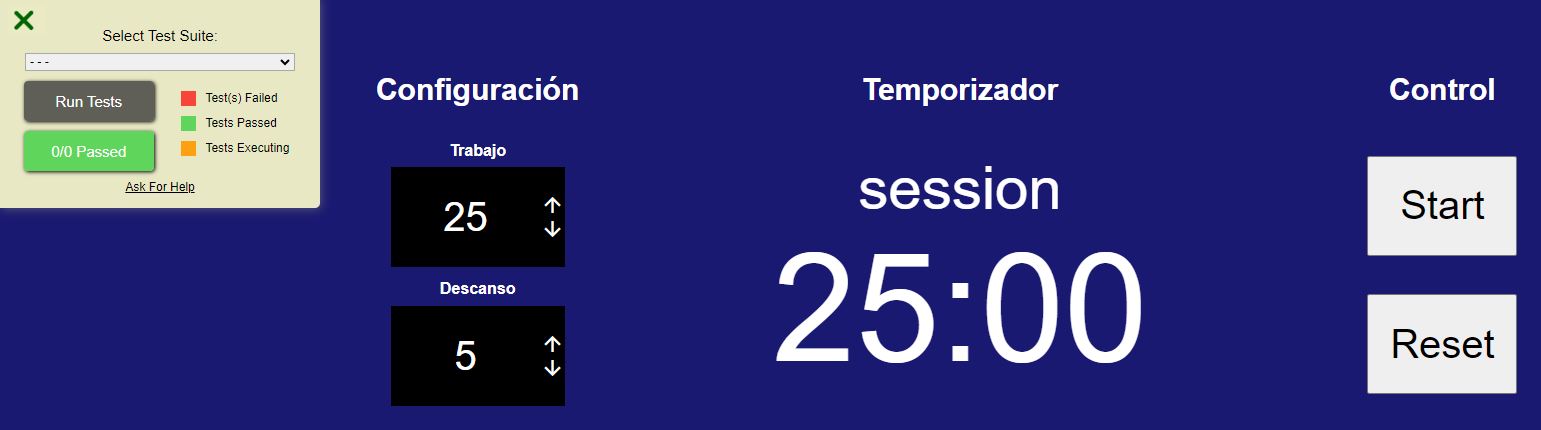 Select Test Suite:
- - -
Run Tests
0/0 Passed
Test(s) Failed
Tests Passed
Tests Executing
Ask For Help
Configuración
Trabajo
25
↑
↓
Descanso
5
↑
↓
Temporizador
session
25:00
Control
Start
Reset